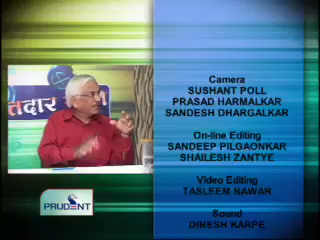 तदार
Camera
SUSHANT POLL
PRASAD HARMALKAR
SANDESH DHARGALKAR
On-line Editing
SANDEEP PILGAONKAR
SHAILESH ZANTYE
Video Editing
TASLEEM NAWAR
Sound
DINESH KARPE
PRUDENT